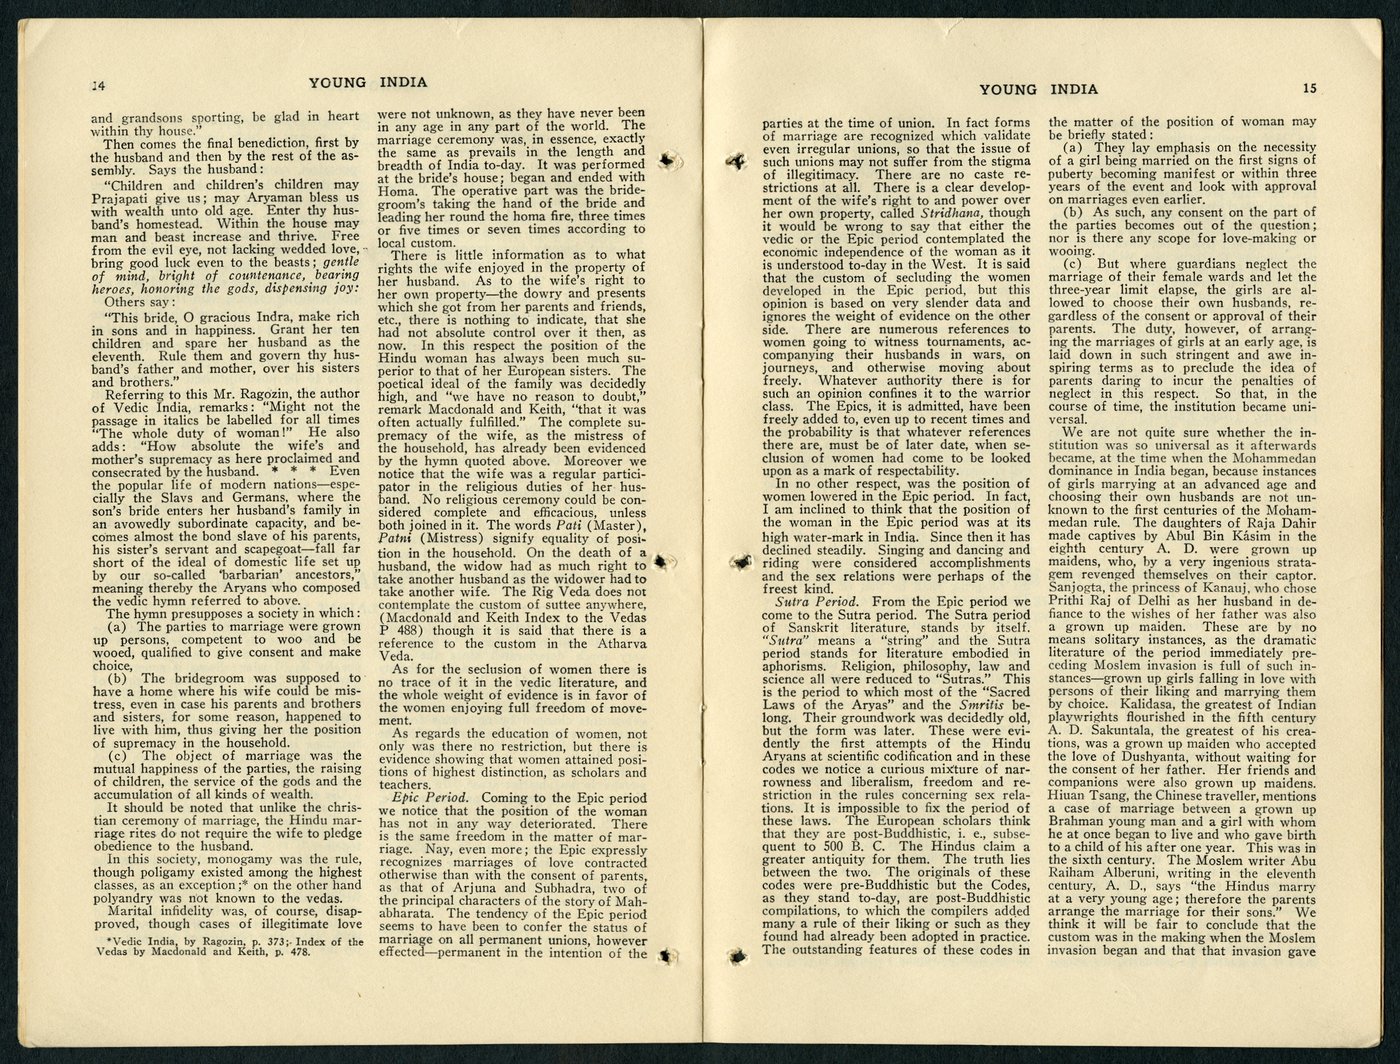 14
YOUNG INDIA
and grandsons sporting, be glad in heart
within thy house."
Then comes the final benediction, first by
the husband and then by the rest of the as-
sembly. Says the husband:
"Children and children's children may
Prajapati give us; may Aryaman bless us
with wealth unto old age. Enter thy hus-
band's homestead. Within the house may
man and beast increase and thrive. Free
from the evil eye, not lacking wedded love,
bring good luck even to the beasts; gentle
of mind, bright of countenance, bearing
heroes, honoring the gods, dispensing joy:
Others say:
"This bride, O gracious Indra, make rich
in sons and in happiness. Grant her ten
children and spare her husband as the
eleventh. Rule them and govern thy hus-
band's father and mother, over his sisters
and brothers."
Referring to this Mr. Ragozin, the author
of Vedic India, remarks: "Might not the
passage in italics be labelled for all times
"The whole duty of woman!" He also
adds: "How absolute the wife's and
mother's supremacy as here proclaimed and
consecrated by the husband. * * * Even
the popular life of modern nations—espe-
cially the Slavs and Germans, where the
son's bride enters her husband's family in
an avowedly subordinate capacity, and be-
comes almost the bond slave of his parents,
his sister's servant and scapegoat—fall far
short of the ideal of domestic life set up
by our so-called 'barbarian' ancestors,"
meaning thereby the Aryans who composed
the vedic hymn referred to above.
The hymn presupposes a society in which:
(a) The parties to marriage were grown
up persons, competent to woo and be
wooed, qualified to give consent and make
choice,
(b) The bridegroom was supposed to
have a home where his wife could be mis-
tress, even in case his parents and brothers
and sisters, for some reason, happened to
live with him, thus giving her the position
of supremacy in the household.
(c) The object of marriage was the
mutual happiness of the parties, the raising
of children, the service of the gods and the
accumulation of all kinds of wealth.
It should be noted that unlike the chris-
tian ceremony of marriage, the Hindu mar-
riage rites do not require the wife to pledge
obedience to the husband.
In this society, monogamy was the rule,
though poligamy existed among the highest
classes, as an exception;* on the other hand
polyandry was not known to the vedas.
Marital infidelity was, of course, disap-
proved, though cases of illegitimate love
*Vedic India, by Ragozin, p. 373; Index of the
Vedas by Macdonald and Keith, p. 478.
were not unknown, as they have never been
in any age in any part of the world. The
marriage ceremony was, in essence, exactly
the same as prevails in the length and
breadth of India to-day. It was performed
at the bride's house; began and ended with
Homa. The operative part was the bride-
groom's taking the hand of the bride and
leading her round the homa fire, three times
or five times or seven times according to
local custom.
There is little information as to what
rights the wife enjoyed in the property of
her husband. As to the wife's right to
her own property—the dowry and presents
which she got from her parents and friends,
etc., there is nothing to indicate, that she
had not absolute control over it then, as
now. In this respect the position of the
Hindu woman has always been much su-
perior to that of her European sisters. The
poetical ideal of the family was decidedly
high, and "we have no reason to doubt,"
remark Macdonald and Keith, "that it was
often actually fulfilled." The complete su-
premacy of the wife, as the mistress of
the household, has already been evidenced
by the hymn quoted above. Moreover we
notice that the wife was a regular partici-
pator in the religious duties of her hus-
band. No religious ceremony could be con-
sidered complete and efficacious, unless
both joined in it. The words Pati (Master),
Patni (Mistress) signify equality of posi-
tion in the household. On the death of a
husband, the widow had as much right to
take another husband as the widower had to
take another wife. The Rig Veda does not
contemplate the custom of suttee anywhere,
(Macdonald and Keith Index to the Vedas
P 488) though it is said that there is a
reference to the custom in the Atharva
Veda.
As for the seclusion of women there is
no trace of it in the vedic literature, and
the whole weight of evidence is in favor of
the women enjoying full freedom of move-
ment.
As regards the education of women, not
only was there no restriction, but there is
evidence showing that women attained posi-
tions of highest distinction, as scholars and
teachers.
Epic Period. Coming to the Epic period
we notice that the position of the woman
has not in any way deteriorated. There
is the same freedom in the matter of mar-
riage. Nay, even more; the Epic expressly
recognizes marriages of love contracted
otherwise than with the consent of parents,
as that of Arjuna and Subhadra, two of
the principal characters of the story of Mah-
abharata. The tendency of the Epic period
seems to have been to confer the status of
marriage on all permanent unions, however
effected—permanent in the intention of the
YOUNG INDIA
15
parties at the time of union. In fact forms
of marriage are recognized which validate
even irregular unions, so that the issue of
such unions may not suffer from the stigma
of illegitimacy. There are no caste re-
strictions at all. There is a clear develop-
ment of the wife's right to and power over
her own property, called Stridhana, though
it would be wrong to say that either the
vedic or the Epic period contemplated the
economic independence of the woman as it
is understood to-day in the West. It is said
that the custom of secluding the women
developed in the Epic period, but this
opinion is based on very slender data and
ignores the weight of evidence on the other
side. There are numerous references to
women going to witness tournaments, ac-
companying their husbands in wars, on
journeys, and otherwise moving about
freely. Whatever authority there is for
such an opinion confines it to the warrior
class. The Epics, it is admitted, have been
freely added to, even up to recent times and
the probability is that whatever references
there are, must be of later date, when se-
clusion of women had come to be looked
upon as a mark of respectability.
In no other respect, was the position of
women lowered in the Epic period. In fact,
I am inclined to think that the position of
the woman in the Epic period was at its
high water-mark in India. Since then it has
declined steadily. Singing and dancing and
riding were considered accomplishments
and the sex relations were perhaps of the
freest kind.
Sutra Period. From the Epic period we
come to the Sutra period. The Sutra period
of Sanskrit literature, stands by itself.
"Sutra" means a "string" and the Sutra
period stands for literature embodied in
aphorisms. Religion, philosophy, law and
science all were reduced to "Sutras." This
is the period to which most of the "Sacred
Laws of the Aryas" and the Smritis be-
long. Their groundwork was decidedly old,
but the form was later. These were evi-
dently the first attempts of the Hindu
Aryans at scientific codification and in these
codes we notice a curious mixture of nar-
rowness and liberalism, freedom and re-
striction in the rules concerning sex rela-
tions. It is impossible to fix the period of
these laws. The European scholars think
that they are post-Buddhistic, i. e., subse-
quent to 500 B. C. The Hindus claim a
greater antiquity for them. The truth lies
between the two. The originals of these
codes were pre-Buddhistic but the Codes,
as they stand to-day, are post-Buddhistic
compilations, to which the compilers added
many a rule of their liking or such as they
found had already been adopted in practice.
The outstanding features of these codes in
the matter of the position of woman may
be briefly stated:
(a) They lay emphasis on the necessity
of a girl being married on the first signs of
puberty becoming manifest or within three
years of the event and look with approval
on marriages even earlier.
(b) As such, any consent on the part of
the parties becomes out of the question;
nor is there any scope for love-making or
wooing.
(c) But where guardians neglect the
marriage of their female wards and let the
three-year limit elapse, the girls are al-
lowed to choose their own husbands, re-
gardless of the consent or approval of their
parents. The duty, however, of arrang-
ing the marriages of girls at an early age, is
laid down in such stringent and awe in-
spiring terms as to preclude the idea of
parents daring to incur the penalties of
neglect in this respect. So that, in the
course of time, the institution became uni-
versal.
We are not quite sure whether the in-
stitution was so universal as it afterwards
became, at the time when the Mohammedan
dominance in India began, because instances
of girls marrying at an advanced age and
choosing their own husbands are not un-
known to the first centuries of the Moham-
medan rule. The daughters of Raja Dahir
made captives by Abul Bin Kásim in the
eighth century A. D. were grown up
maidens, who, by a very ingenious strata-
gem revenged themselves on their captor.
Sanjogta, the princess of Kanauj, who chose
Prithi Raj of Delhi as her husband in de-
fiance to the wishes of her father was also
a grown up maiden. These are by no
means solitary instances, as the dramatic
literature of the period immediately pre-
ceding Moslem invasion is full of such in-
stances—grown up girls falling in love with
persons of their liking and marrying them
by choice. Kalidasa, the greatest of Indian
playwrights flourished in the fifth century
A. D. Sakuntala, the greatest of his crea-
tions, was a grown up maiden who accepted
the love of Dushyanta, without waiting for
the consent of her father. Her friends and
companions were also grown up maidens.
Hiuan Tsang, the Chinese traveller, mentions
a case of marriage between a grown up
Brahman young man and a girl with whom
he at once began to live and who gave birth
to a child of his after one year. This was in
the sixth century. The Moslem writer Abu
Raiham Alberuni, writing in the eleventh
century, A. D., says "the Hindus marry
at a very young age; therefore the parents
arrange the marriage for their sons." We
think it will be fair to conclude that the
custom was in the making when the Moslem
invasion began and that that invasion gave